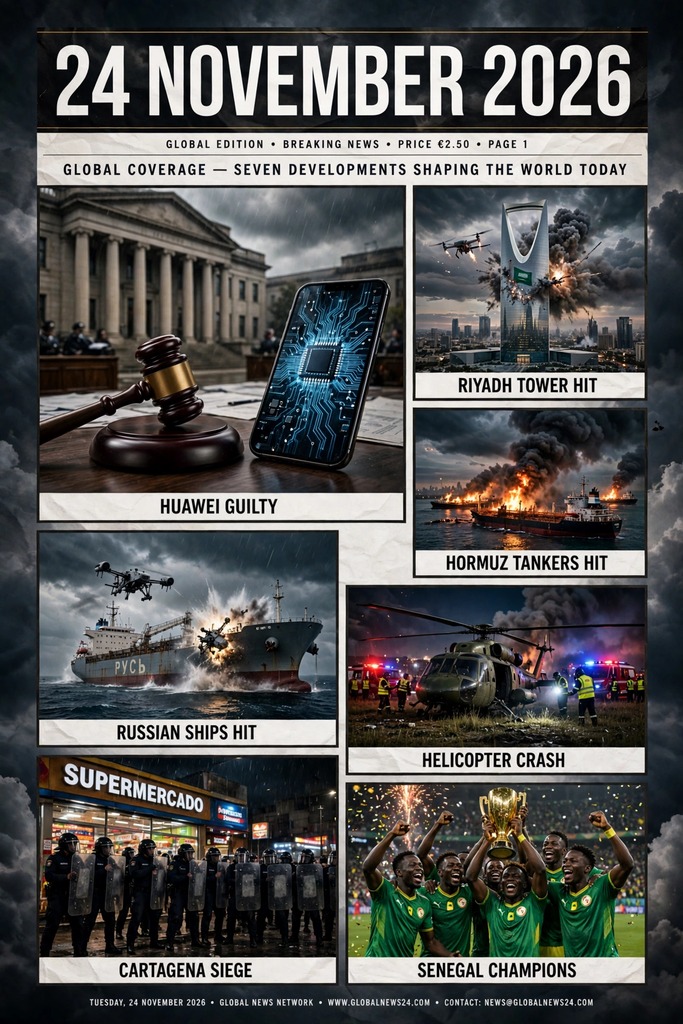 24 NOVEMBER 2026
GLOBAL EDITION • BREAKING NEWS • PRICE €2.50 • PAGE 1
GLOBAL COVERAGE — SEVEN DEVELOPMENTS SHAPING THE WORLD TODAY
HUAWEI GUILTY
RIYADH TOWER HIT
HORMUZ TANKERS HIT
РУСЬ
RUSSIAN SHIPS HIT
HELICOPTER CRASH
SUPERMERCADO
CARTAGENA SIEGE
SENEGAL CHAMPIONS
TUESDAY, 24 NOVEMBER 2026 • GLOBAL NEWS NETWORK • WWW.GLOBALNEWS24.COM • CONTACT: NEWS@GLOBALNEWS24.COM